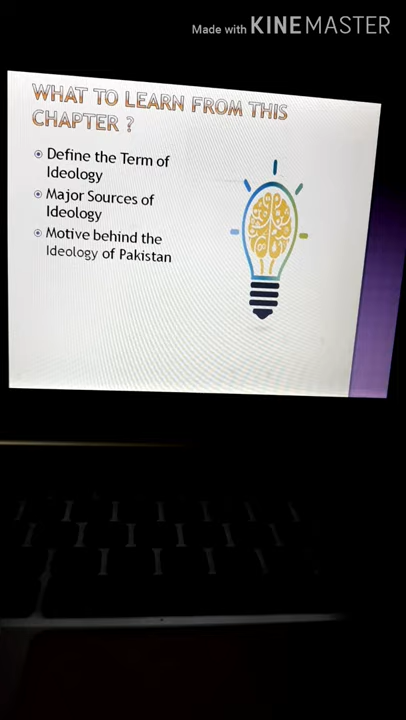 Made with KINEMASTER
WHAT TO LEARN FROM THIS
CHAPTER ?
Define the Term of
Ideology
Major Sources of
Ideology
Motive behind the
Ideology of Pakistan